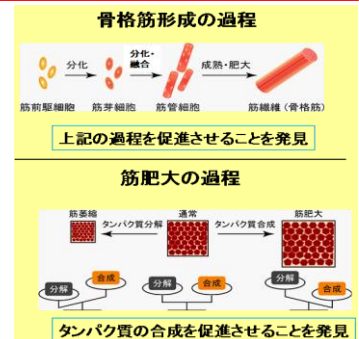 骨格筋形成の過程
分化
分化・
融合
成熟・肥大
筋前駆細胞
筋芽細胞
筋管細胞
筋繊維(骨格筋)
上記の過程を促進させることを発見
筋肥大の過程
筋萎縮
通常
筋肥大
タンパク質分解
タンパク質合成
分解
合成
分解
合成
分解
合成
タンパク質の合成を促進させることを発見